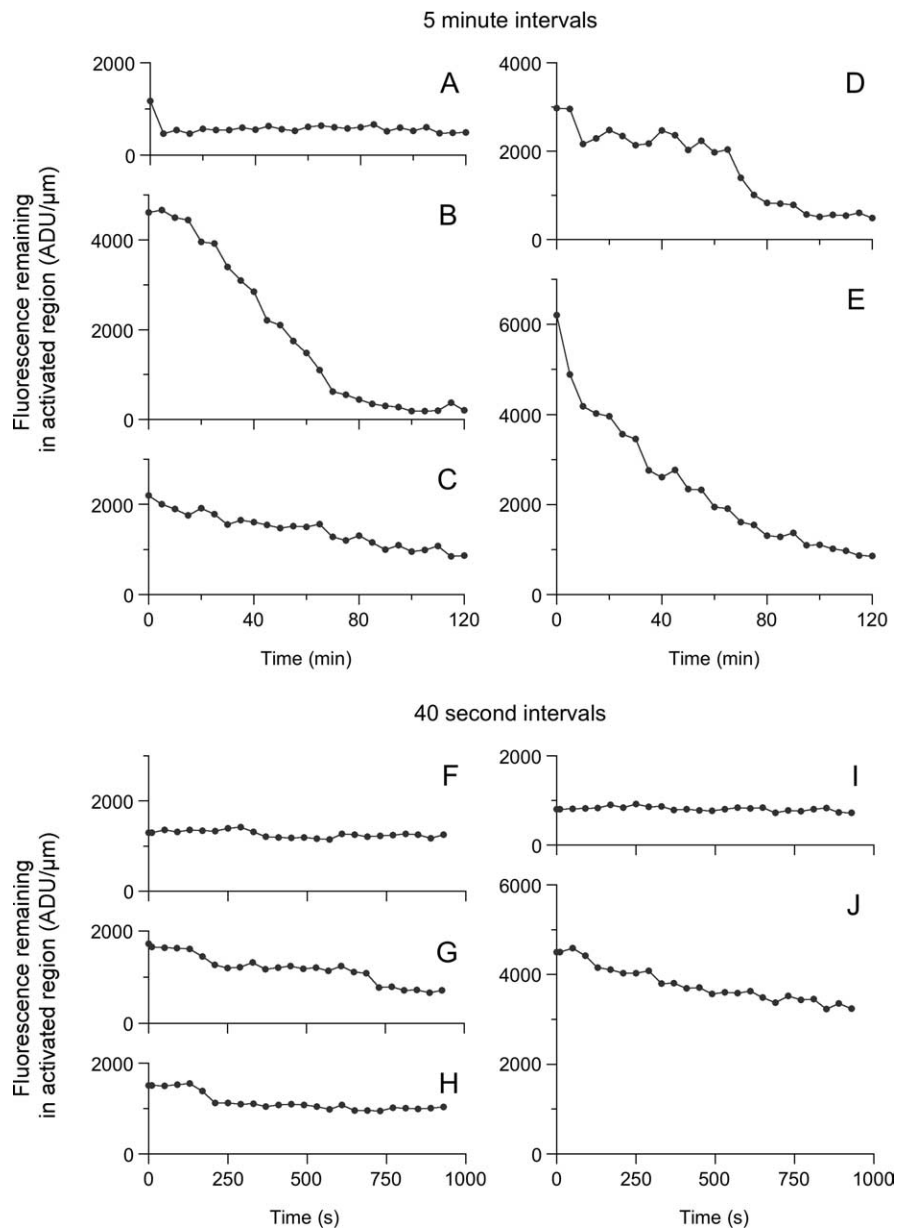 5 minute intervals
Fluorescence remaining
in activated region (ADU/µm)
2000
0
A
4000
2000
0
B
2000
0
C
0
40
80
120
Time (min)
4000
2000
0
D
6000
4000
2000
0
E
0
40
80
120
Time (min)
40 second intervals
Fluorescence remaining
in activated region (ADU/µm)
2000
0
F
2000
0
G
2000
0
H
0
250
500
750
1000
Time (s)
2000
0
I
6000
4000
2000
0
J
0
250
500
750
1000
Time (s)